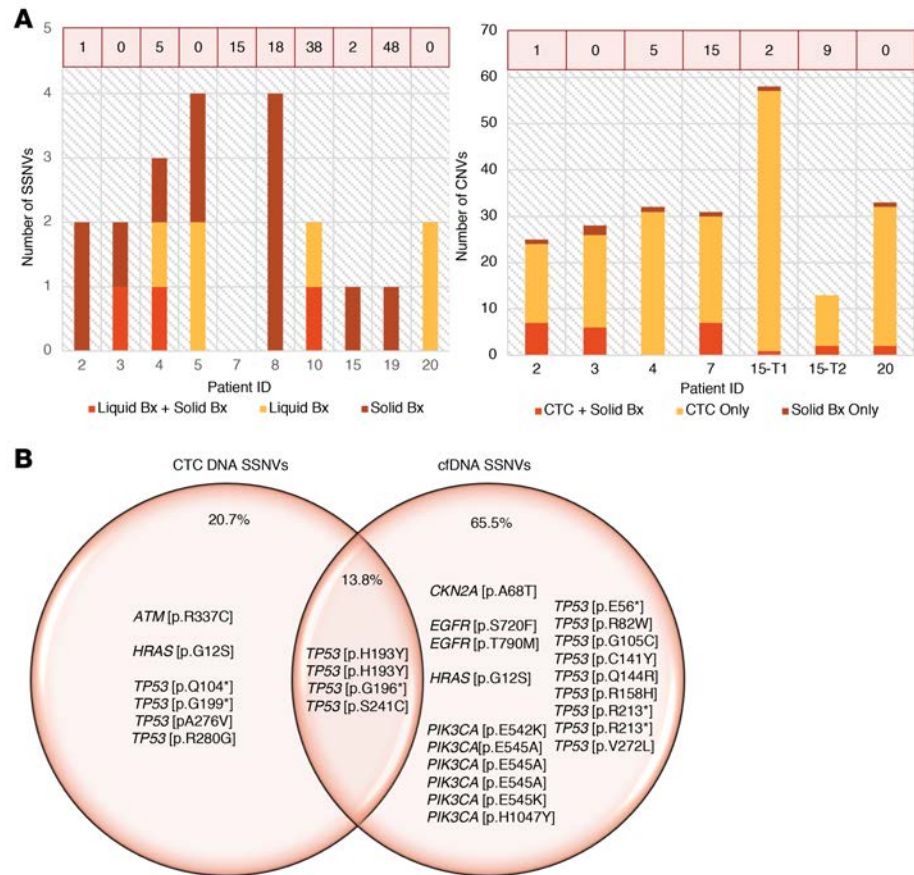 A
5
1 0 5 0 15 18 38 2 48 0
4
3
2
1
0
Number of SSNVs
2 3 4 5 7 8 10 15 19 20
Patient ID
Liquid Bx + Solid Bx Liquid Bx Solid Bx
70
1 0 5 15 2 9 0
60
50
40
30
20
10
0
Number of CNVs
2 3 4 7 15-T1 15-T2 20
Patient ID
CTC + Solid Bx CTC Only Solid Bx Only
B
CTC DNA SSNVs
20.7%
ATM [p.R337C]
HRAS [p.G12S]
TP53 [p.Q104*]
TP53 [p.G199*]
TP53 [pA276V]
TP53 [p.R280G]
13.8%
TP53 [p.H193Y]
TP53 [p.H193Y]
TP53 [p.G196*]
TP53 [p.S241C]
cfDNA SSNVs
65.5%
CKN2A [p.A68T]
EGFR [p.S720F]
EGFR [p.T790M]
HRAS [p.G12S]
PIK3CA [p.E542K]
PIK3CA[p.E545A]
PIK3CA [p.E545A]
PIK3CA [p.E545A]
PIK3CA [p.E545K]
PIK3CA [p.H1047Y]
TP53 [p.E56*]
TP53 [p.R82W]
TP53 [p.G105C]
TP53 [p.C141Y]
TP53 [p.Q144R]
TP53 [p.R158H]
TP53 [p.R213*]
TP53 [p.R213*]
TP53 [p.V272L]